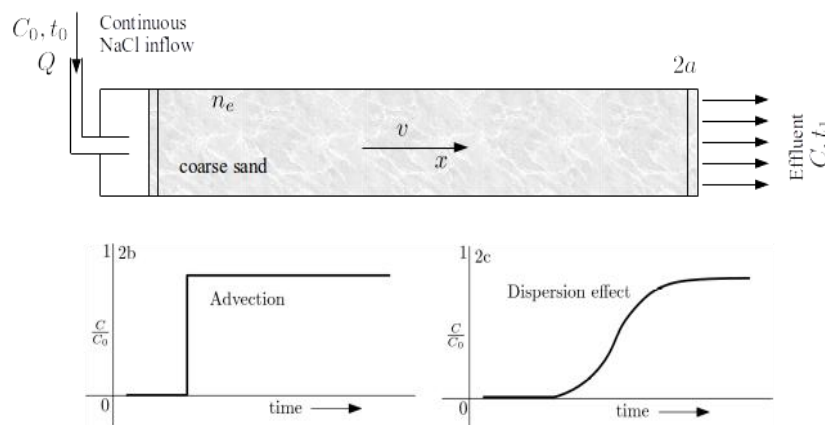 C₀, t₀
Continuous
NaCl inflow
Q
2a
nₑ
v
x
coarse sand
Effluent
C, t₁
1
2b
Advection
C/C₀
0
time
1
2c
Dispersion effect
C/C₀
0
time